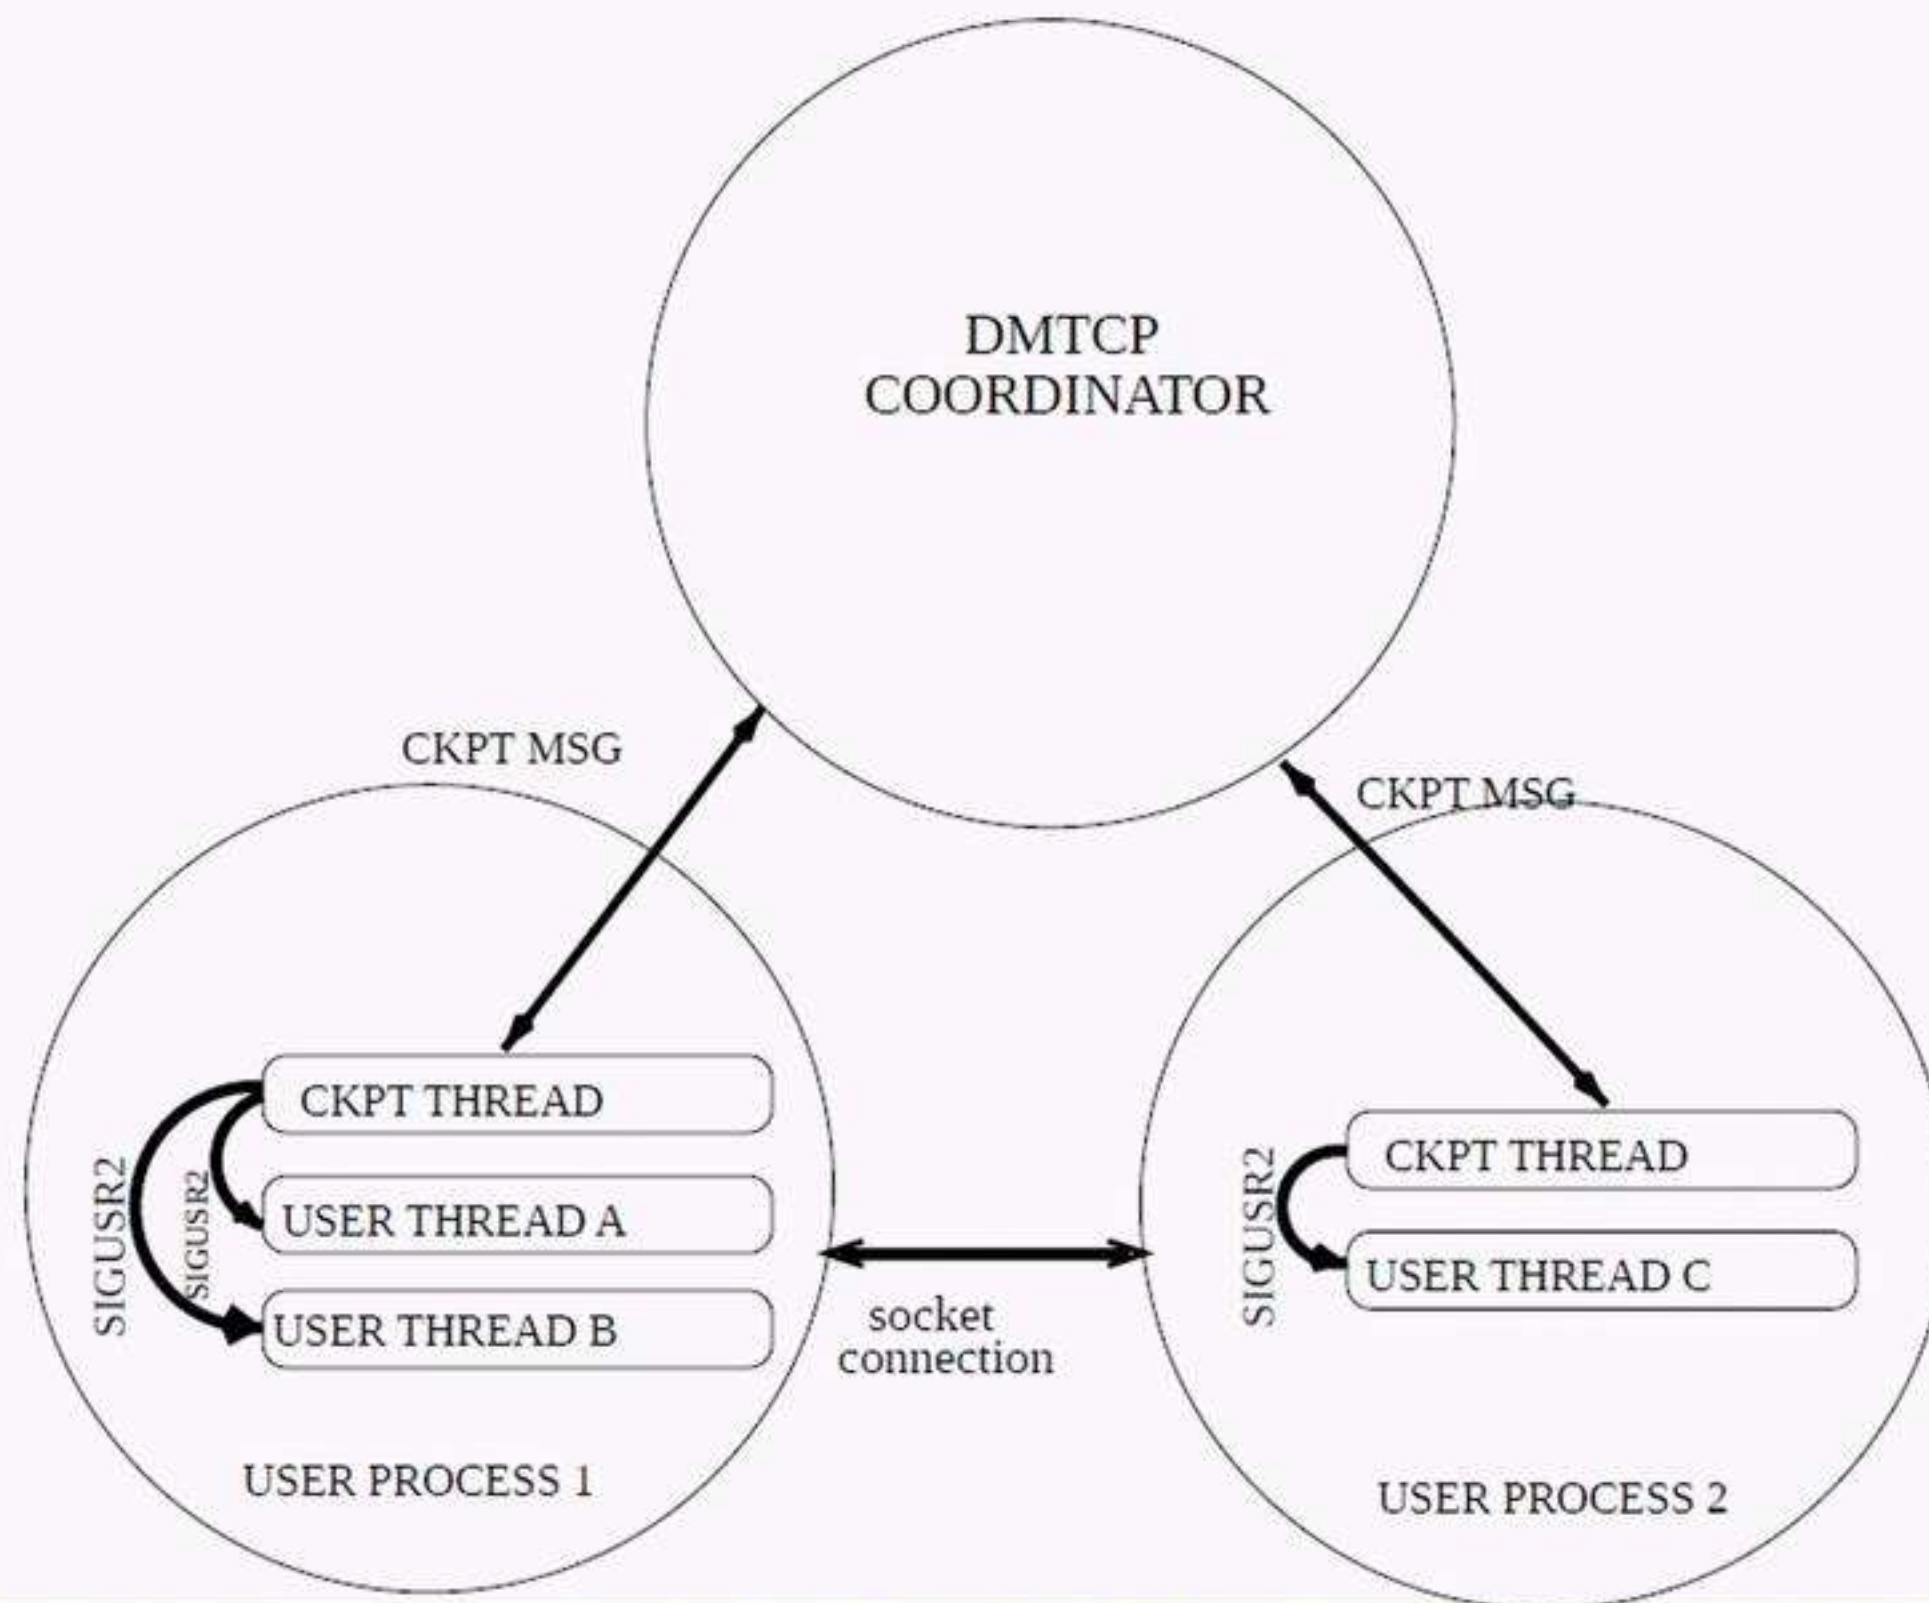 DMTCP
COORDINATOR
CKPT MSG
CKPT MSG
CKPT THREAD
USER THREAD A
USER THREAD B
SIGUSR2
SIGUSR2
USER PROCESS 1
socket
connection
CKPT THREAD
USER THREAD C
SIGUSR2
USER PROCESS 2